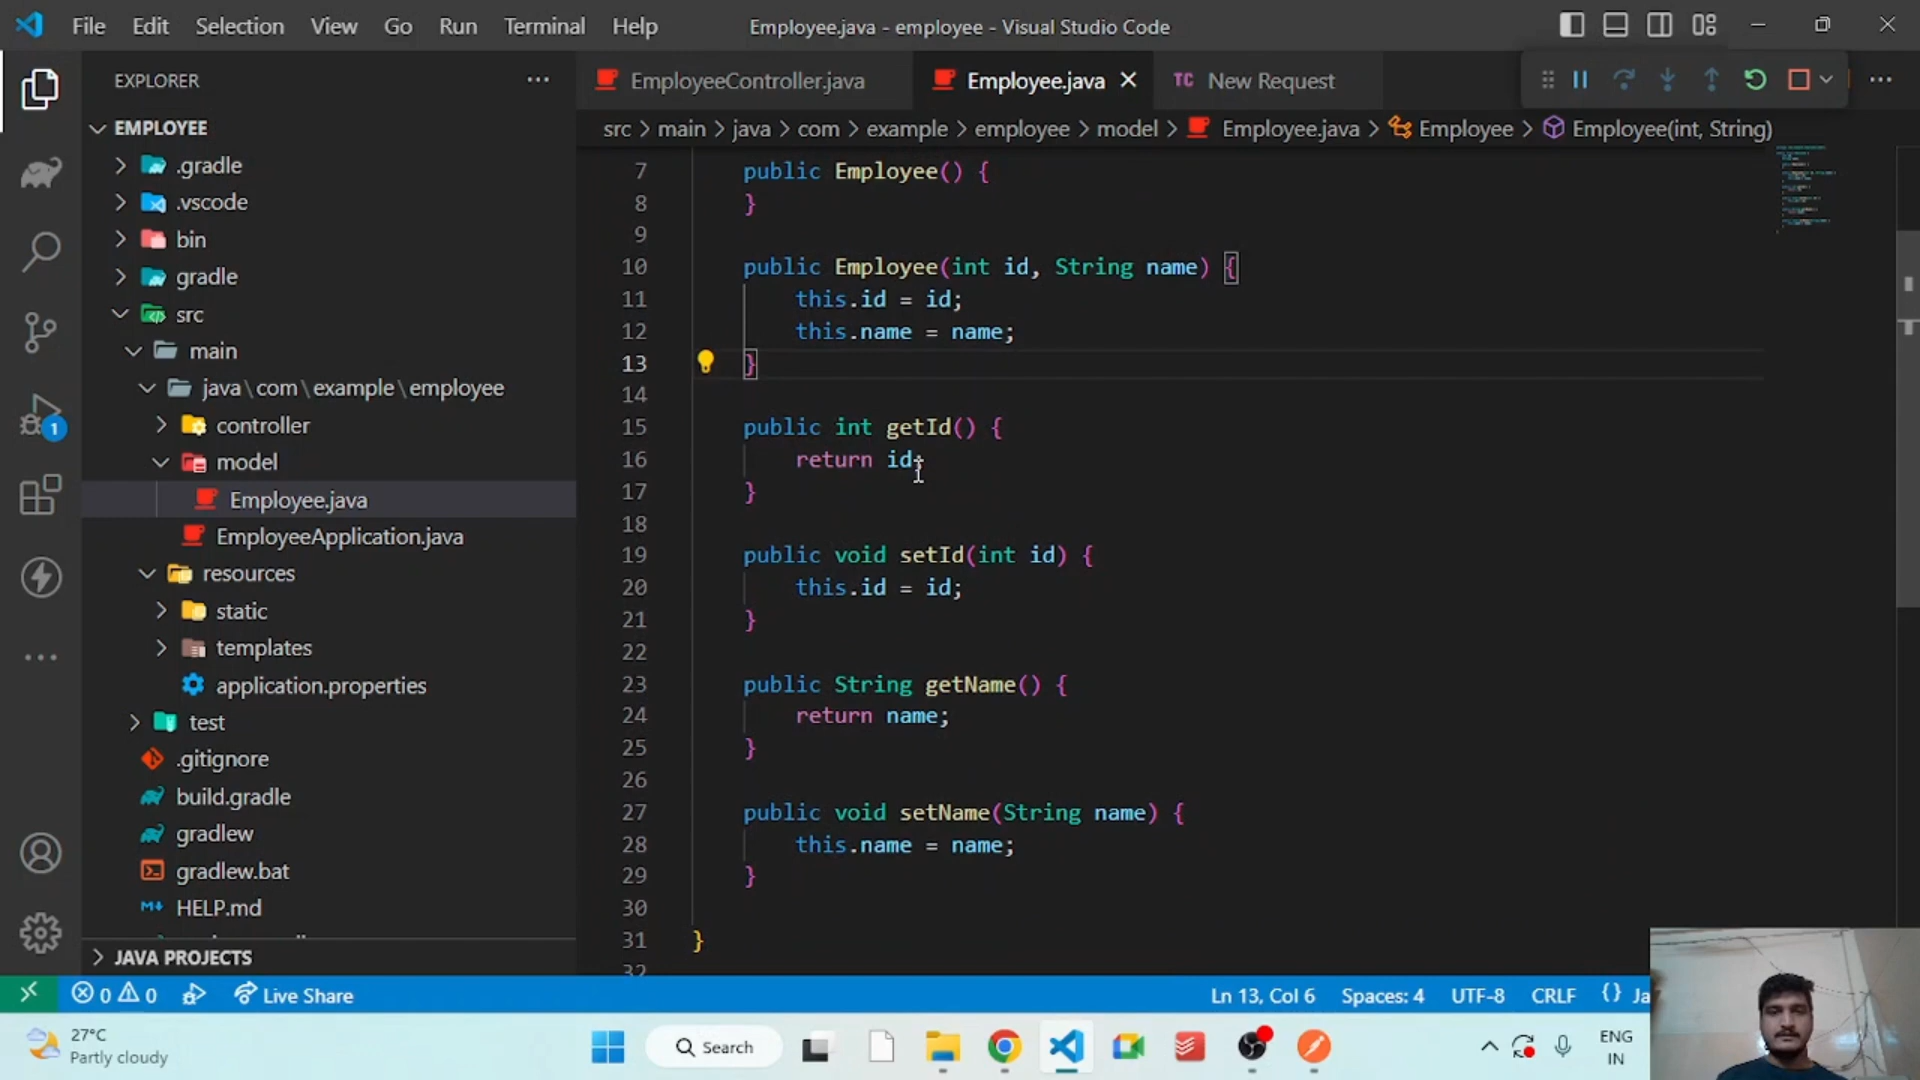 File Edit Selection View Go Run Terminal Help
Employee.java - employee - Visual Studio Code
EXPLORER
EmployeeController.java
Employee.java
TC New Request
src > main > java > com > example > employee > model > Employee.java > Employee > Employee(int, String)
EMPLOYEE
.gradle
.vscode
bin
gradle
src
main
java\com\example\employee
controller
model
Employee.java
EmployeeApplication.java
resources
static
templates
application.properties
test
.gitignore
build.gradle
gradlew
gradlew.bat
HELP.md
JAVA PROJECTS
1
7 public Employee() {
8 }
9
10 public Employee(int id, String name) {
11 this.id = id;
12 this.name = name;
13 }
14
15 public int getId() {
16 return id;
17 }
18
19 public void setId(int id) {
20 this.id = id;
21 }
22
23 public String getName() {
24 return name;
25 }
26
27 public void setName(String name) {
28 this.name = name;
29 }
30
31 }
32
0 0 Live Share
Ln 13, Col 6 Spaces: 4 UTF-8 CRLF {} Ja
27°C
Partly cloudy
Search
ENG
IN